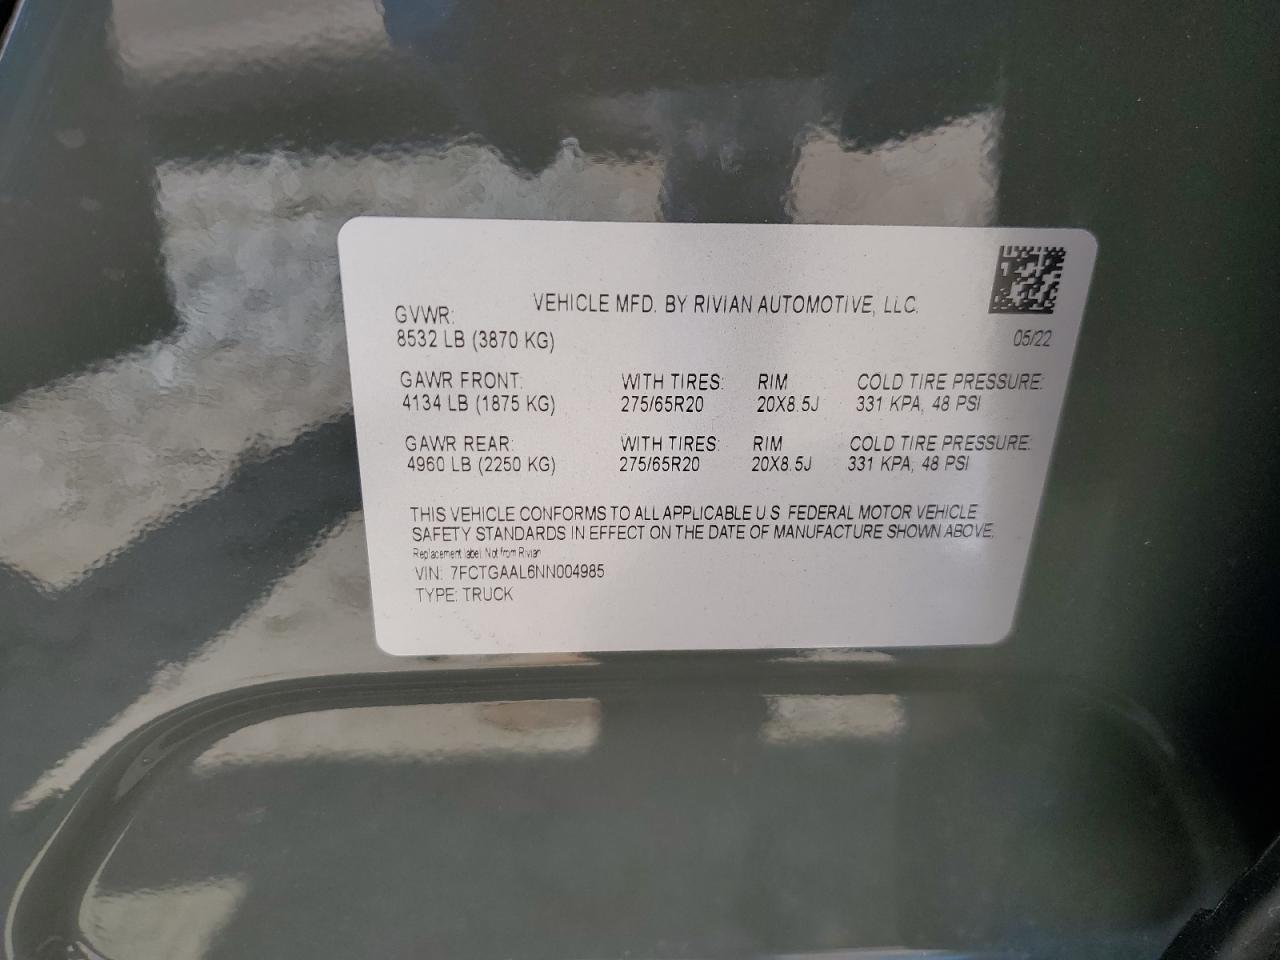 VEHICLE MFD. BY RIVIAN AUTOMOTIVE, LLC.
05/22
GVWR:
8532 LB (3870 KG)
GAWR FRONT: WITH TIRES: RIM COLD TIRE PRESSURE:
4134 LB (1875 KG) 275/65R20 20X8.5J 331 KPA, 48 PSI
GAWR REAR: WITH TIRES: RIM COLD TIRE PRESSURE:
4960 LB (2250 KG) 275/65R20 20X8.5J 331 KPA, 48 PSI
THIS VEHICLE CONFORMS TO ALL APPLICABLE U.S. FEDERAL MOTOR VEHICLE
SAFETY STANDARDS IN EFFECT ON THE DATE OF MANUFACTURE SHOWN ABOVE.
Replacement label. Not from Rivian
VIN: 7FCTGAAL6NN004985
TYPE: TRUCK